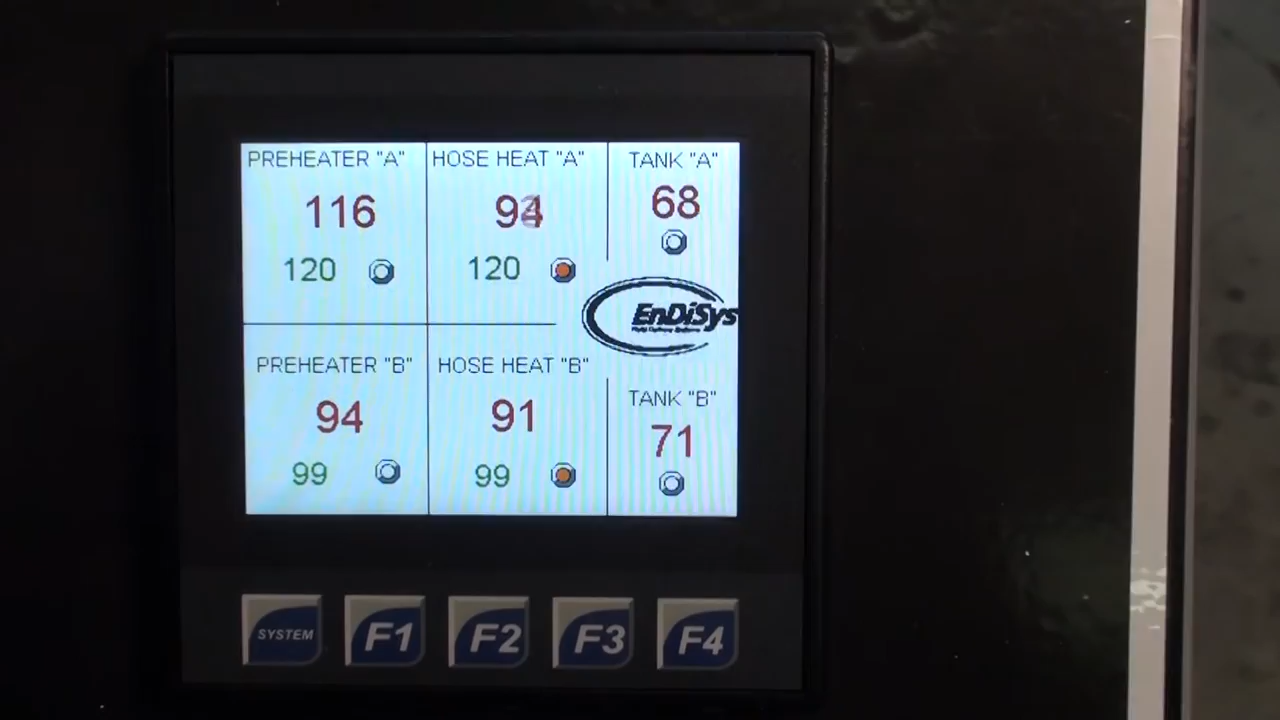 PREHEATER "A"
116
120
HOSE HEAT "A"
94
120
TANK "A"
68
EnDiSys
PREHEATER "B"
94
99
HOSE HEAT "B"
91
99
TANK "B"
71
SYSTEM
F1
F2
F3
F4